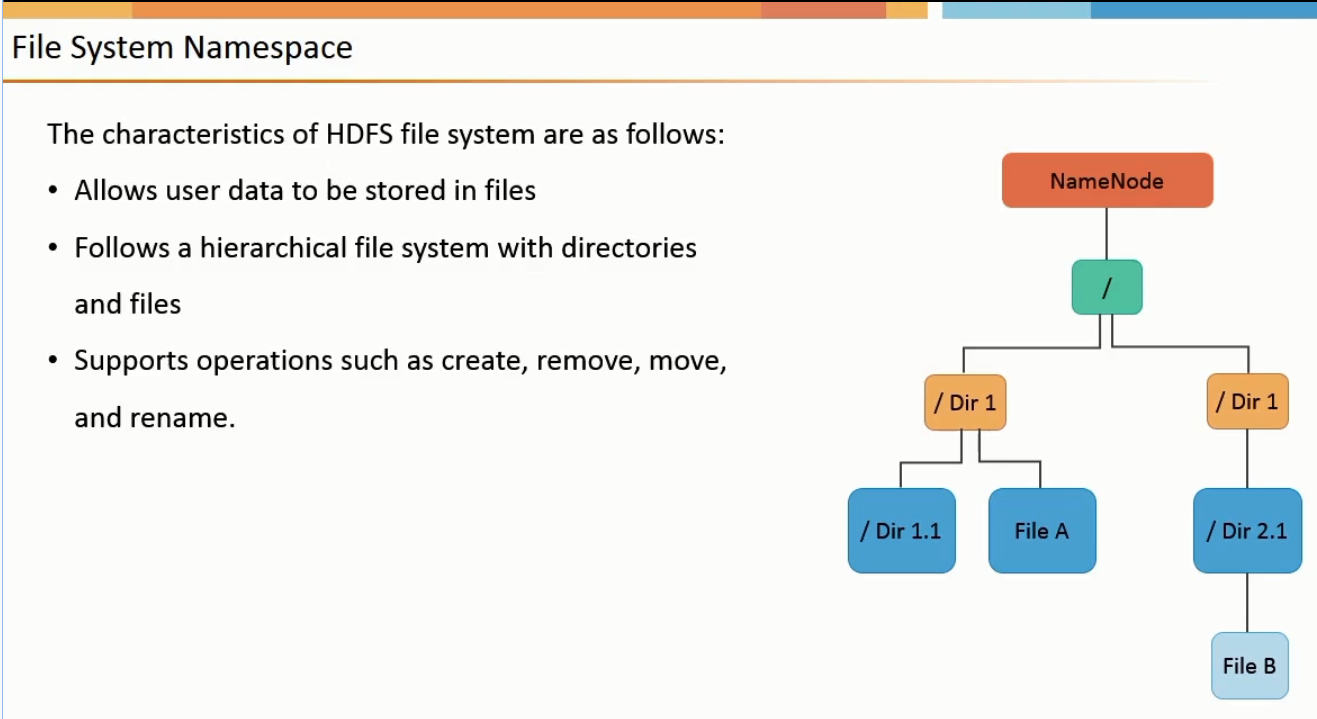 File System Namespace
The characteristics of HDFS file system are as follows:
• Allows user data to be stored in files
• Follows a hierarchical file system with directories
and files
• Supports operations such as create, remove, move,
and rename.
NameNode
/
/ Dir 1
/ Dir 1
/ Dir 1.1
File A
/ Dir 2.1
File B